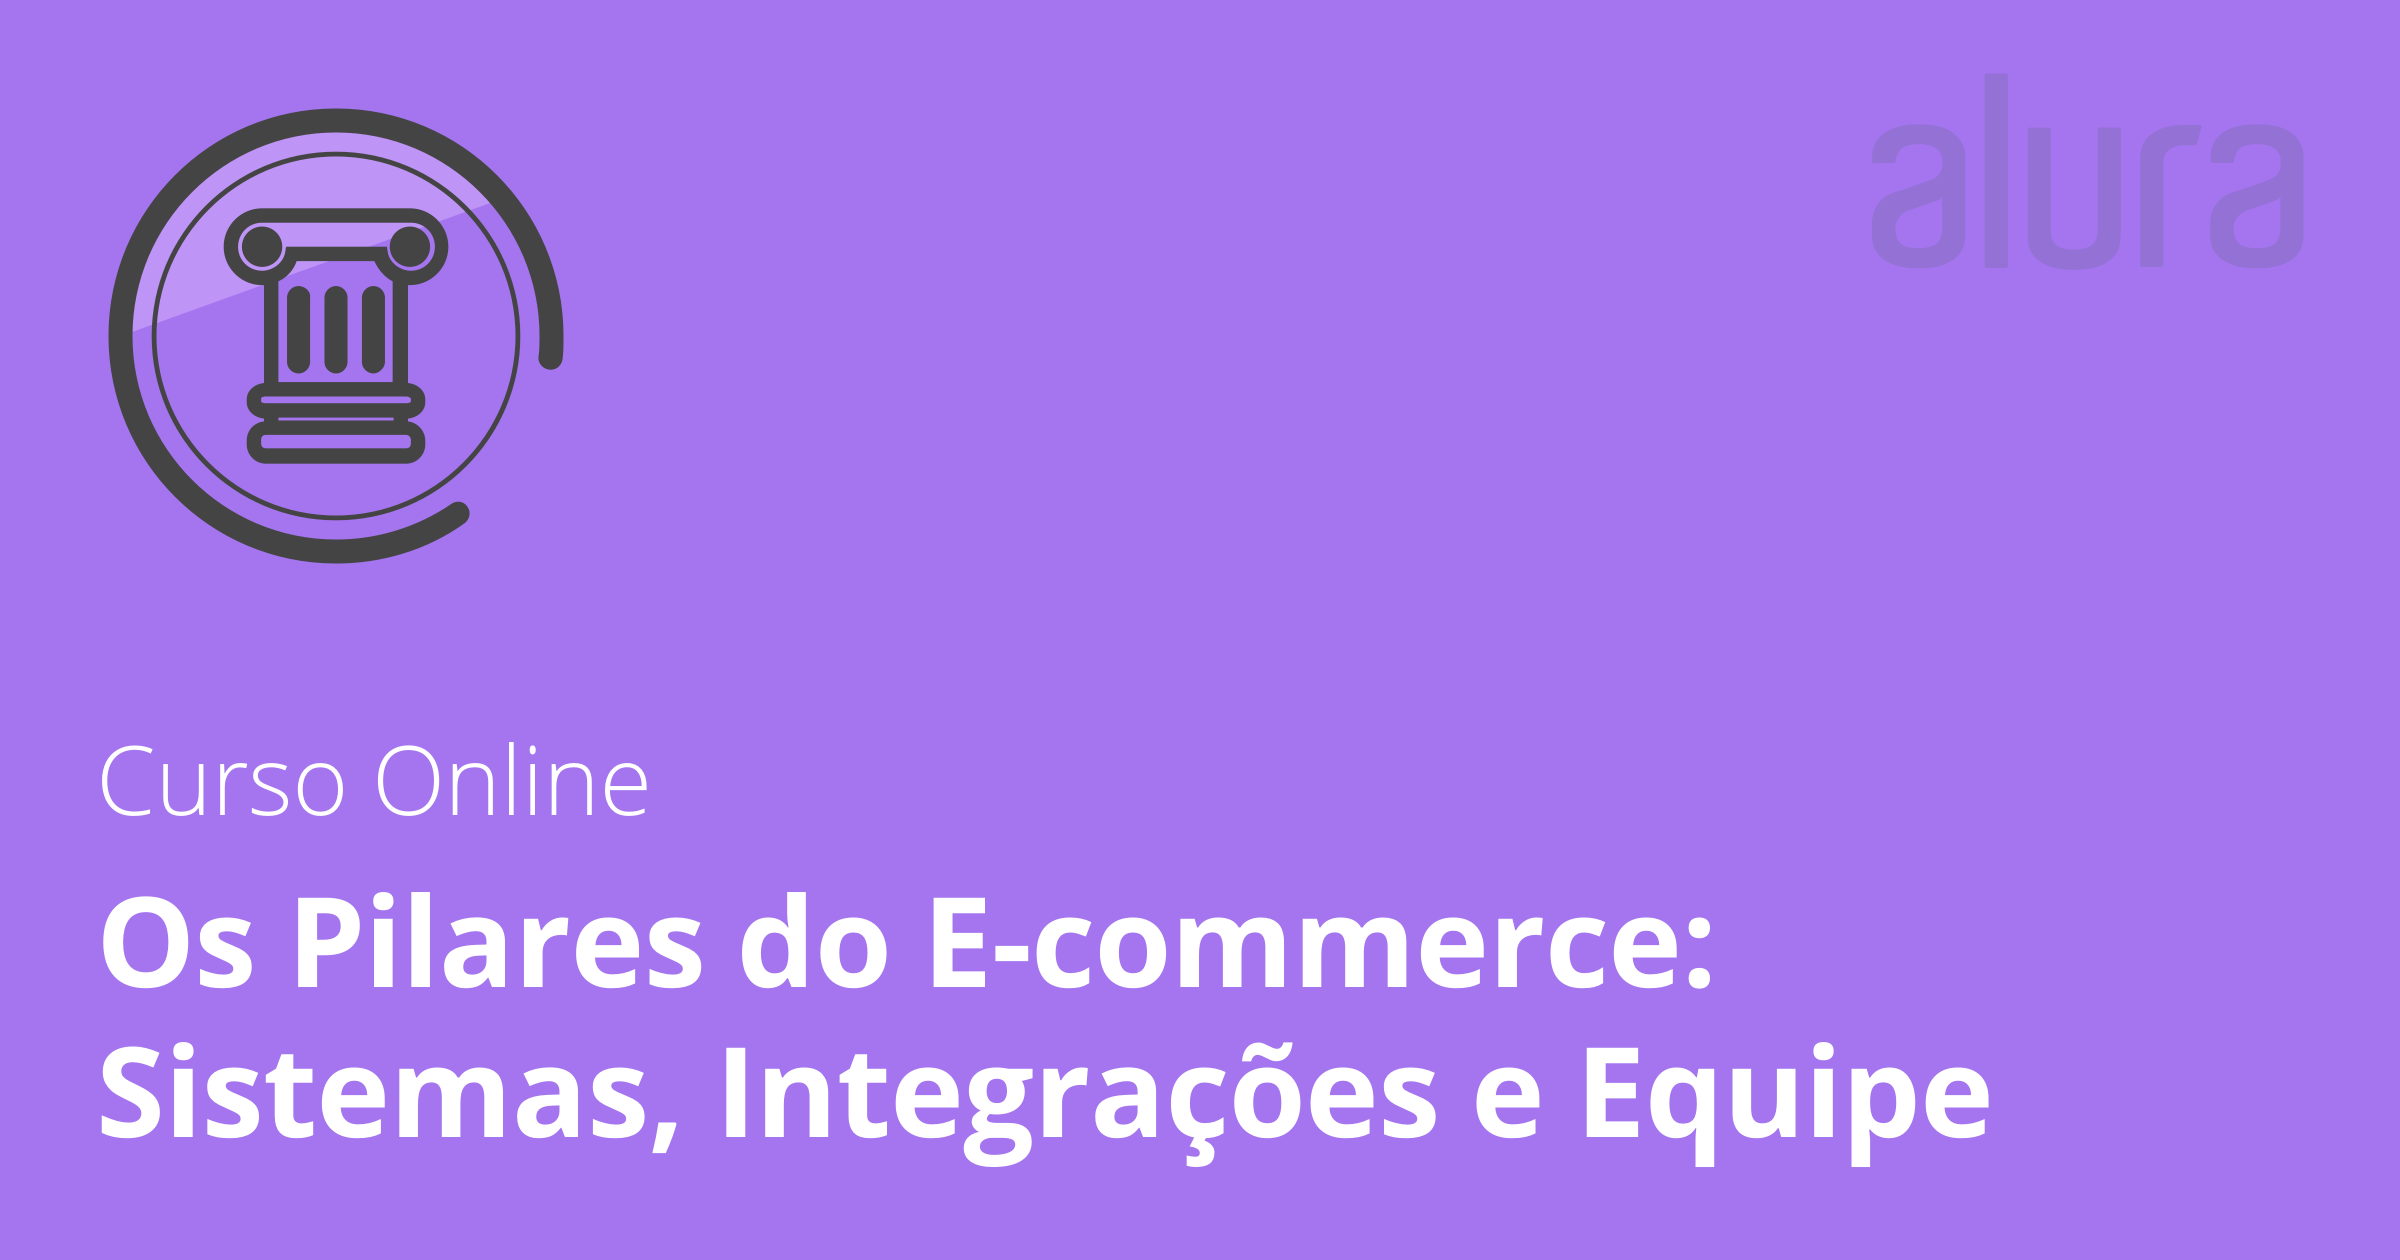 alura
Curso Online
Os Pilares do E-commerce:
Sistemas, Integrações e Equipe